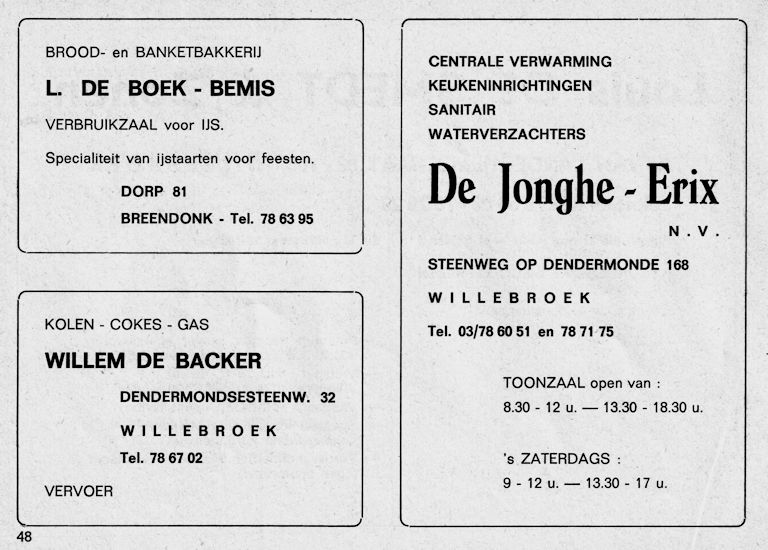 BROOD- en BANKETBAKKERIJ
L. DE BOEK - BEMIS
VERBRUIKZAAL voor IJS.
Specialiteit van ijstaarten voor feesten.
DORP 81
BREENDONK - Tel. 78 63 95
KOLEN - COKES - GAS
WILLEM DE BACKER
DENDERMONDSESTEENW. 32
WILLEBROEK
Tel. 78 67 02
VERVOER
CENTRALE VERWARMING
KEUKENINRICHTINGEN
SANITAIR
WATERVERZACHTERS
De Jonghe - Erix
N.V.
STEENWEG OP DENDERMONDE 168
WILLEBROEK
Tel. 03/78 60 51 en 78 71 75
TOONZAAL open van :
8.30 - 12 u. — 13.30 - 18.30 u.
's ZATERDAGS :
9 - 12 u. — 13.30 - 17 u.
48